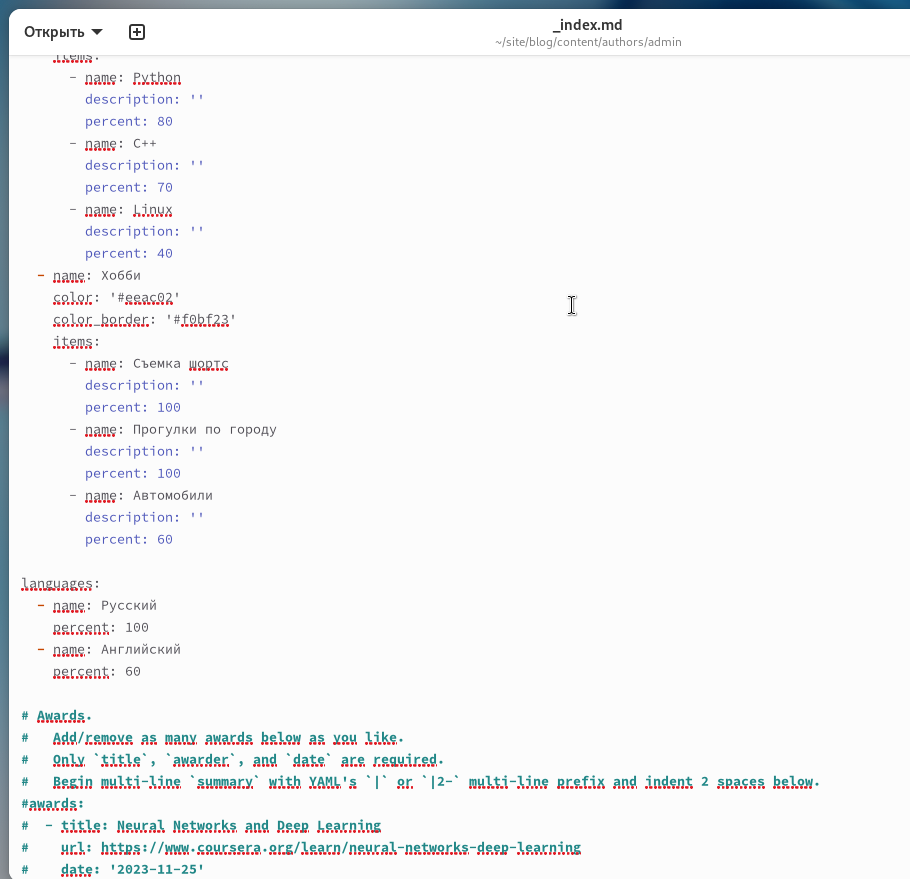 Открыть
_index.md
~/site/blog/content/authors/admin
items:
- name: Python
description: ''
percent: 80
- name: C++
description: ''
percent: 70
- name: Linux
description: ''
percent: 40
- name: Хобби
color: '#eeac02'
color_border: '#f0bf23'
items:
- name: Съемка шортс
description: ''
percent: 100
- name: Прогулки по городу
description: ''
percent: 100
- name: Автомобили
description: ''
percent: 60
languages:
- name: Русский
percent: 100
- name: Английский
percent: 60
# Awards.
#   Add/remove as many awards below as you like.
#   Only `title`, `awarder`, and `date` are required.
#   Begin multi-line `summary` with YAML's `|` or `|2-` multi-line prefix and indent 2 spaces below.
#awards:
#  - title: Neural Networks and Deep Learning
#    url: https://www.coursera.org/learn/neural-networks-deep-learning
#    date: '2023-11-25'